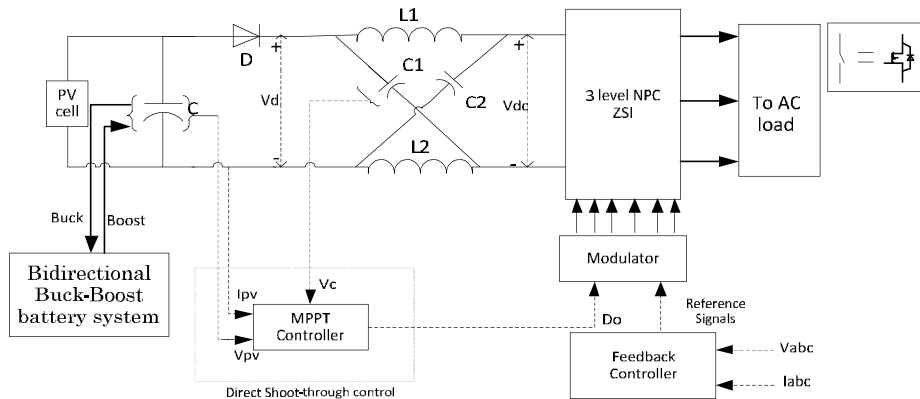 L1
+
+
D
C1
PV
cell
C
Vd
C2
Vdc
3 level NPC
ZSI
To AC
load
-
L2
-
Buck
Boost
Bidirectional
Buck-Boost
battery system
Modulator
Vc
Ipv
MPPT
Controller
Vpv
Do
Reference
Signals
Feedback
Controller
Vabc
Iabc
Direct Shoot-through control